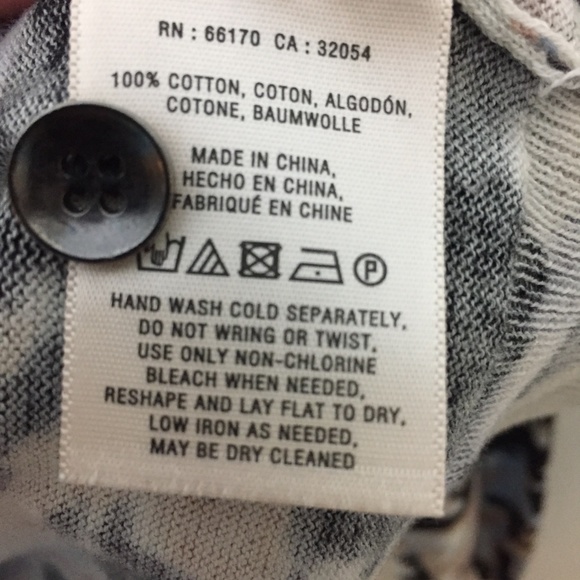 RN : 66170 CA : 32054
100% COTTON, COTON, ALGODÓN,
COTONE, BAUMWOLLE
MADE IN CHINA,
HECHO EN CHINA,
FABRIQUÉ EN CHINE
P
HAND WASH COLD SEPARATELY,
DO NOT WRING OR TWIST,
USE ONLY NON-CHLORINE
BLEACH WHEN NEEDED,
RESHAPE AND LAY FLAT TO DRY,
LOW IRON AS NEEDED,
MAY BE DRY CLEANED